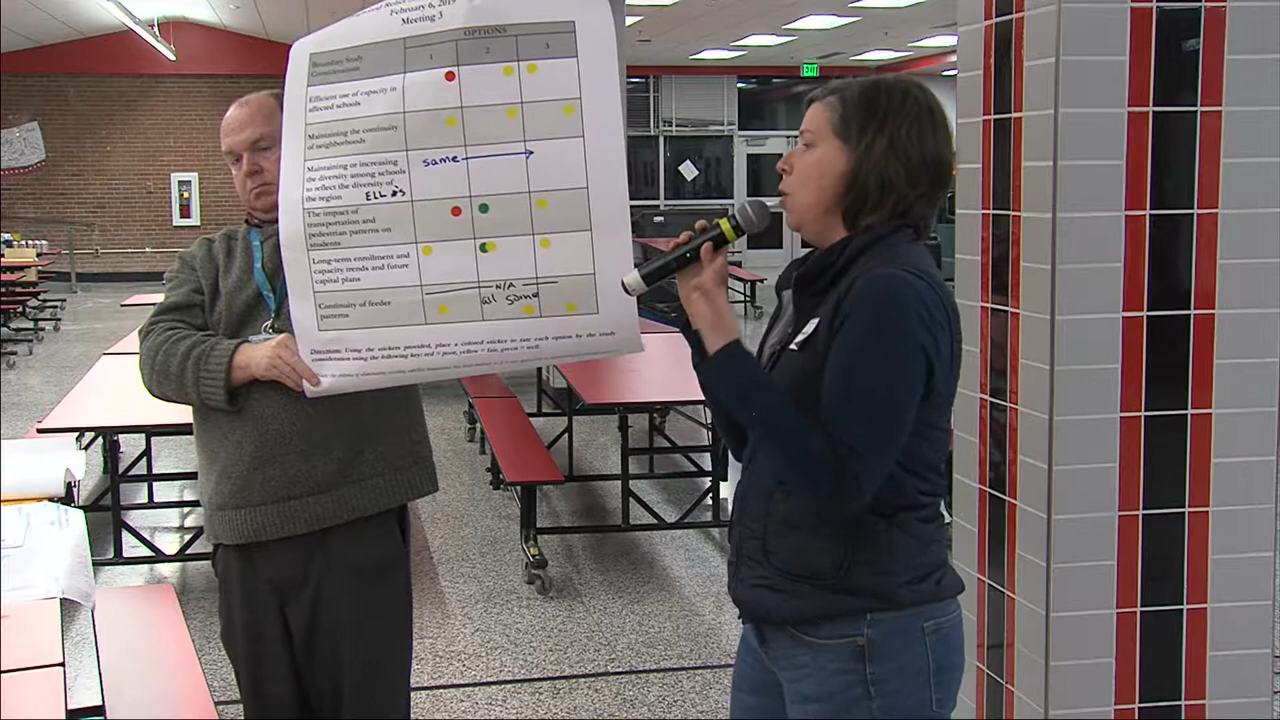 February 6, 2019
Meeting 3
OPTIONS
Boundary Study
Considerations
1 2 3
Efficient use of capacity in
affected schools
Maintaining the continuity
of neighborhoods
Maintaining or increasing
the diversity among schools
to reflect the diversity of
the region
ELL
same
The impact of
transportation and
pedestrian patterns on
students
Long-term enrollment and
capacity trends and future
capital plans
Continuity of feeder
patterns
N/A
all same
Directions: Using the stickers provided, place a colored sticker to rate each option by the study
consideration using the following key: red = poor, yellow = fair, green = well.
EXIT